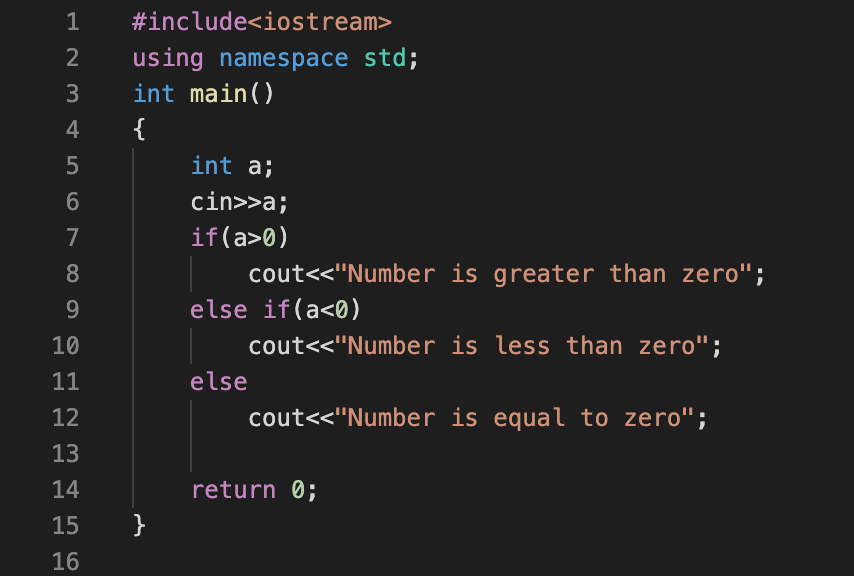 1 #include<iostream>
2 using namespace std;
3 int main()
4 {
5     int a;
6     cin>>a;
7     if(a>0)
8         cout<<"Number is greater than zero";
9     else if(a<0)
10         cout<<"Number is less than zero";
11     else
12         cout<<"Number is equal to zero";
13
14     return 0;
15 }
16